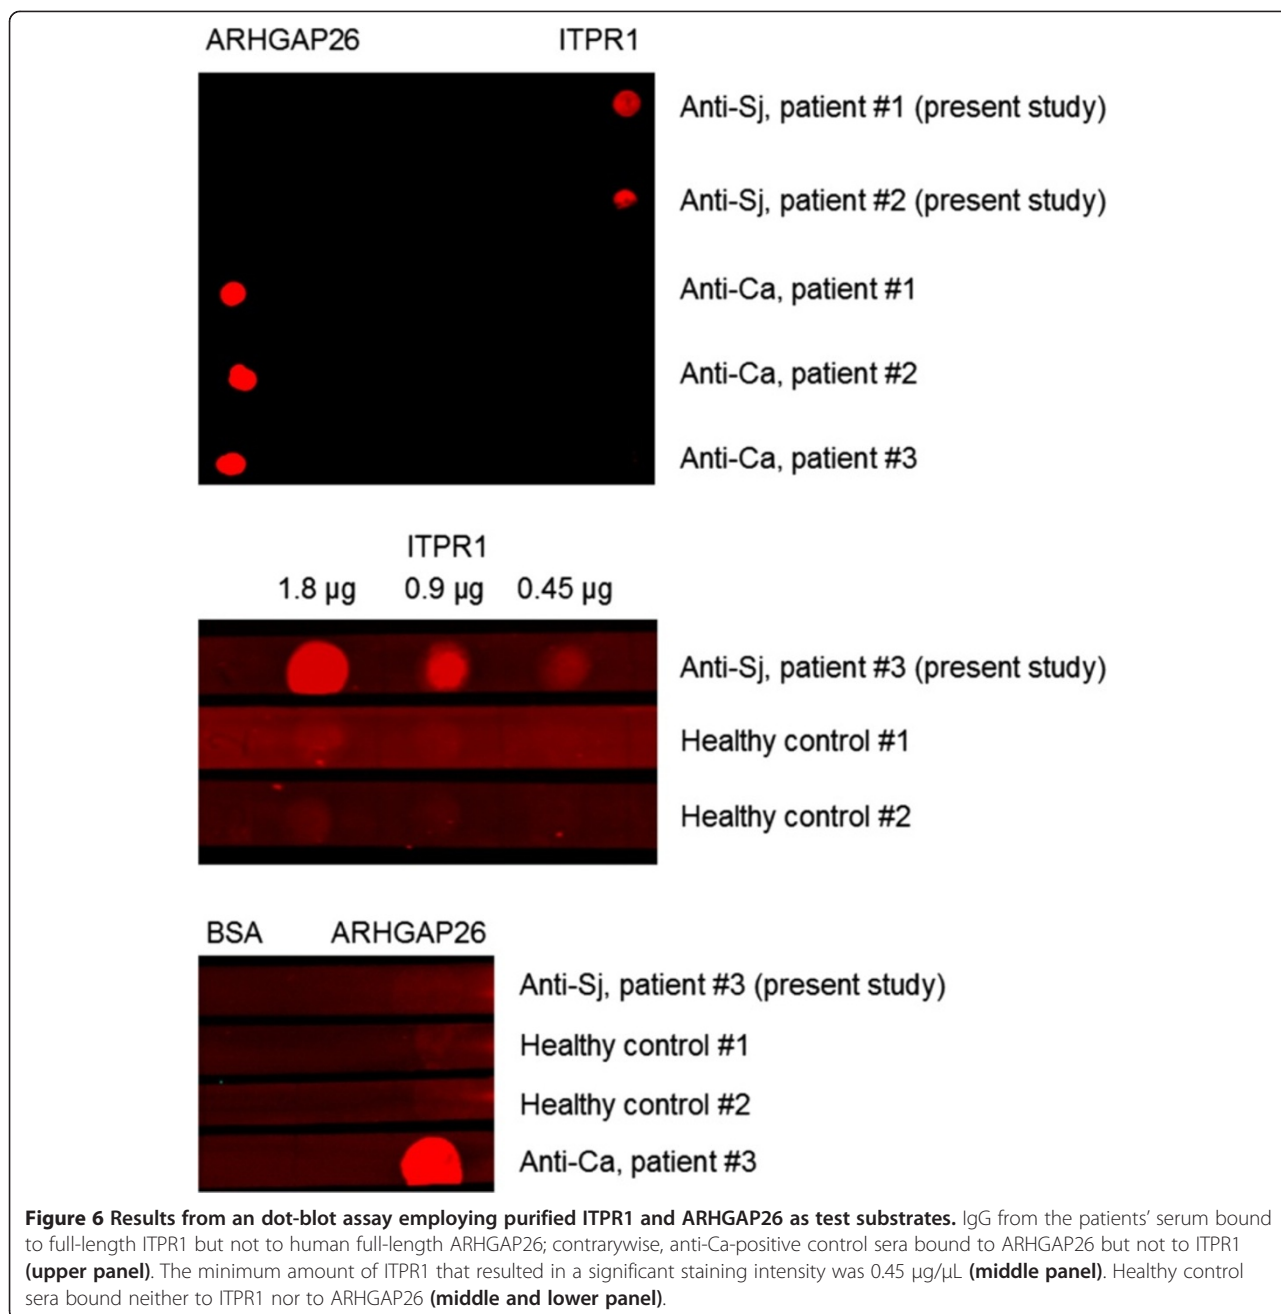 ARHGAP26 ITPR1
Anti-Sj, patient #1 (present study)
Anti-Sj, patient #2 (present study)
Anti-Ca, patient #1
Anti-Ca, patient #2
Anti-Ca, patient #3
ITPR1
1.8 µg 0.9 µg 0.45 µg
Anti-Sj, patient #3 (present study)
Healthy control #1
Healthy control #2
BSA ARHGAP26
Anti-Sj, patient #3 (present study)
Healthy control #1
Healthy control #2
Anti-Ca, patient #3
Figure 6 Results from an dot-blot assay employing purified ITPR1 and ARHGAP26 as test substrates. IgG from the patients' serum bound
to full-length ITPR1 but not to human full-length ARHGAP26; contrarywise, anti-Ca-positive control sera bound to ARHGAP26 but not to ITPR1
(upper panel). The minimum amount of ITPR1 that resulted in a significant staining intensity was 0.45 µg/µL (middle panel). Healthy control
sera bound neither to ITPR1 nor to ARHGAP26 (middle and lower panel).